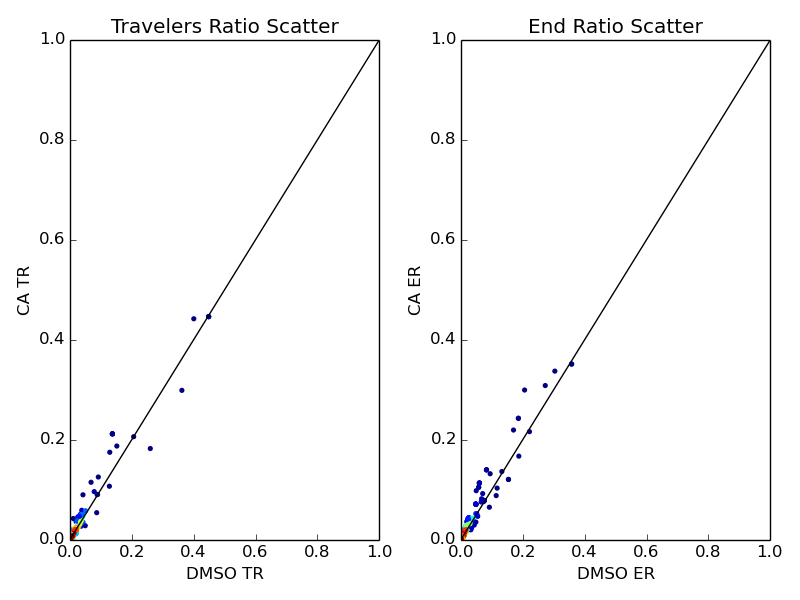 Travelers Ratio Scatter
1.0
0.8
0.6
0.4
0.2
0.0
CA TR
0.0 0.2 0.4 0.6 0.8 1.0
DMSO TR
End Ratio Scatter
1.0
0.8
0.6
0.4
0.2
0.0
CA ER
0.0 0.2 0.4 0.6 0.8 1.0
DMSO ER